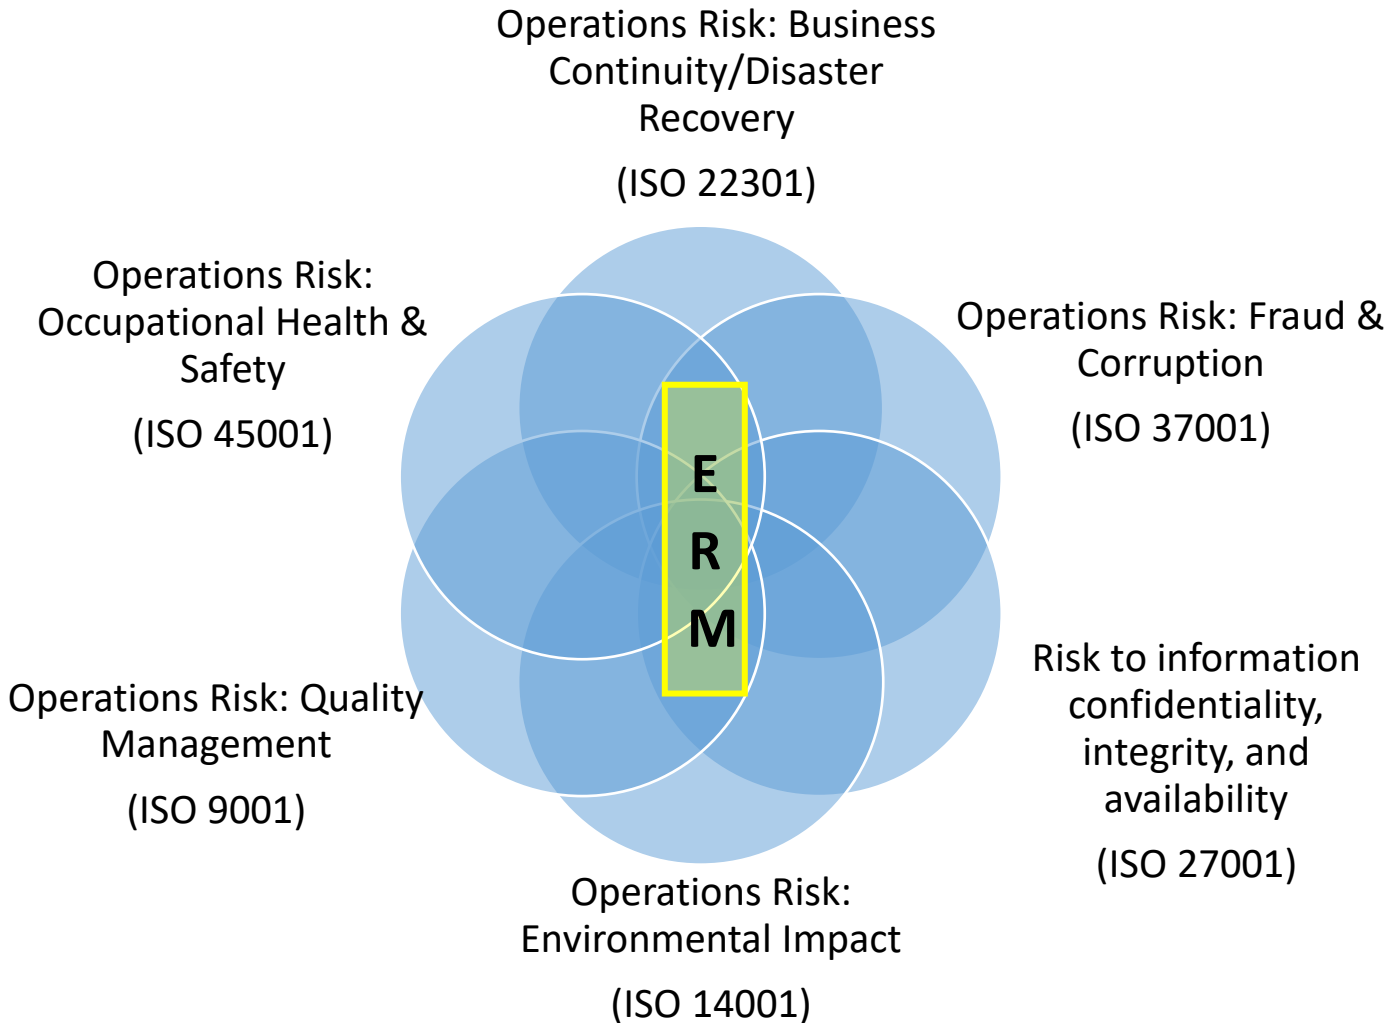 Operations Risk: Business
Continuity/Disaster
Recovery
(ISO 22301)
Operations Risk: Fraud &
Corruption
(ISO 37001)
Risk to information
confidentiality,
integrity, and
availability
(ISO 27001)
Operations Risk:
Environmental Impact
(ISO 14001)
Operations Risk: Quality
Management
(ISO 9001)
Operations Risk:
Occupational Health &
Safety
(ISO 45001)
E
R
M